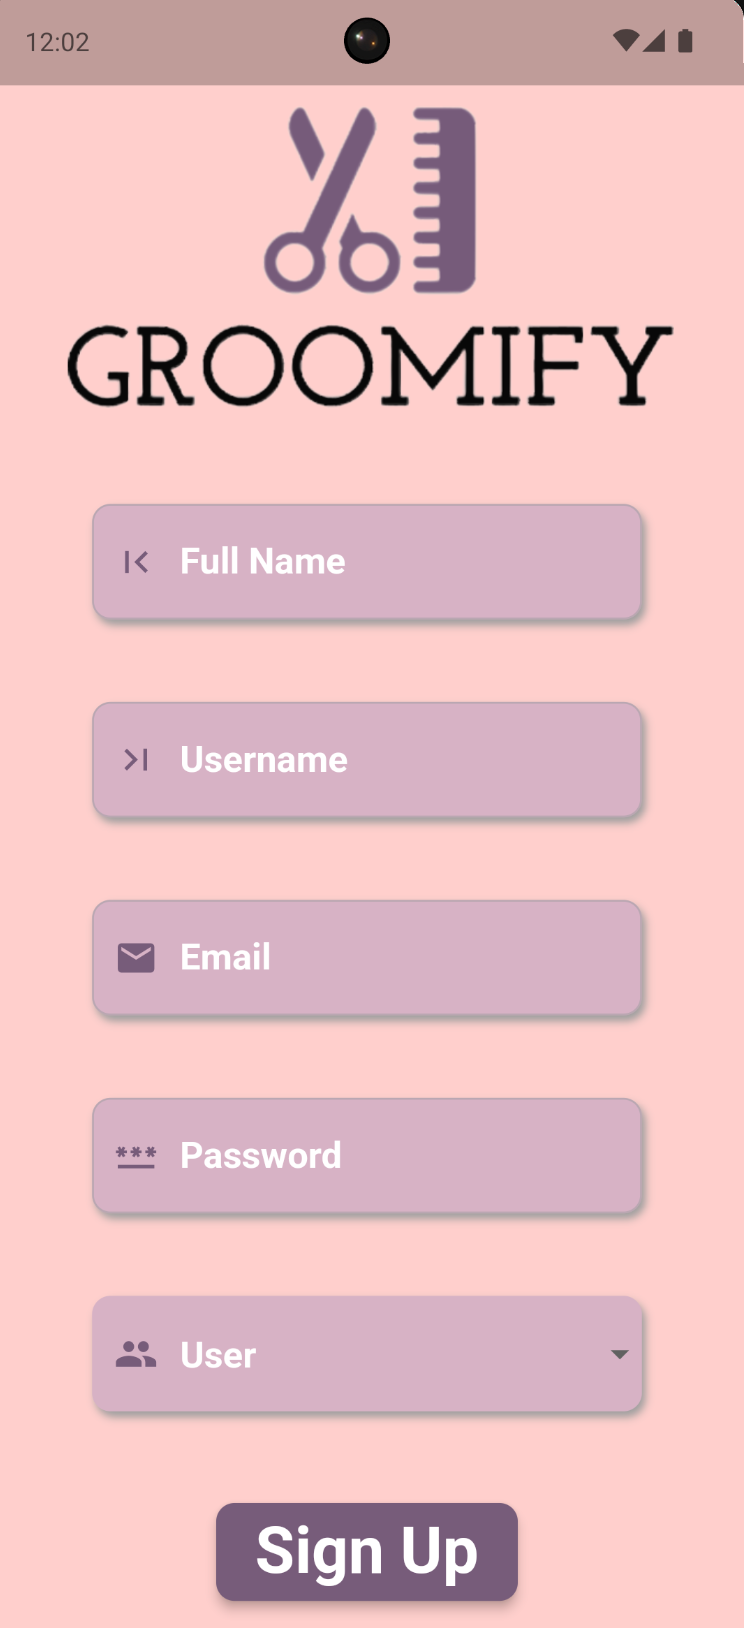 12:02
GROOMIFY
Full Name
Username
Email
*** Password
User
Sign Up